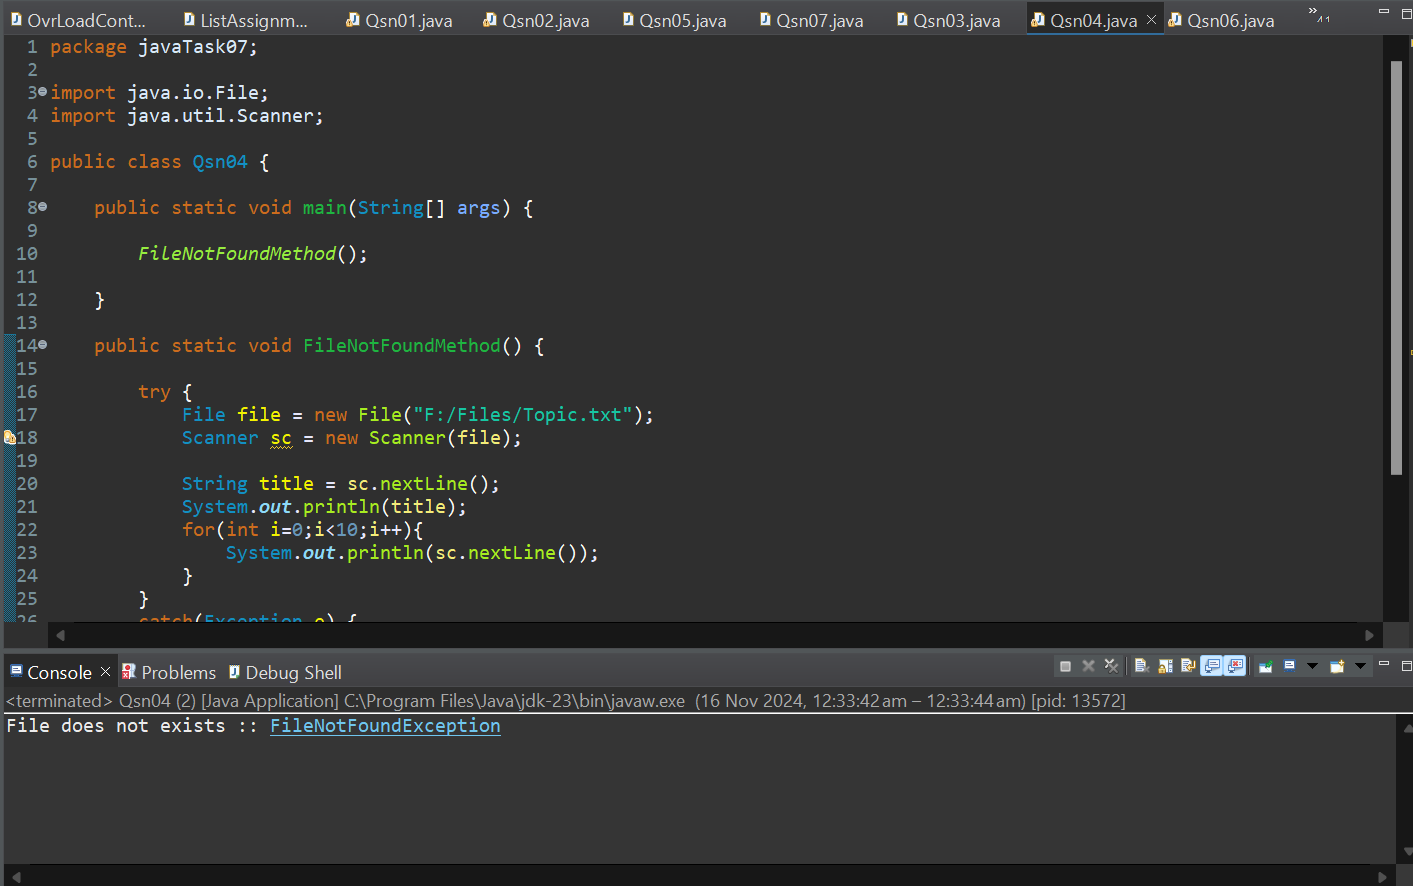 OvrLoadCont... ListAssignm... Qsn01.java Qsn02.java Qsn05.java Qsn07.java Qsn03.java Qsn04.java Qsn06.java
1 package javaTask07;
2
3 import java.io.File;
4 import java.util.Scanner;
5
6 public class Qsn04 {
7
8 public static void main(String[] args) {
9
10 FileNotFoundMethod();
11
12 }
13
14 public static void FileNotFoundMethod() {
15
16 try {
17 File file = new File("F:/Files/Topic.txt");
18 Scanner sc = new Scanner(file);
19
20 String title = sc.nextLine();
21 System.out.println(title);
22 for(int i=0;i<10;i++){
23 System.out.println(sc.nextLine());
24 }
25 }
26 catch(Exception e) {
Console Problems Debug Shell
<terminated> Qsn04 (2) [Java Application] C:\Program Files\Java\jdk-23\bin\javaw.exe (16 Nov 2024, 12:33:42 am – 12:33:44 am) [pid: 13572]
File does not exists :: FileNotFoundException